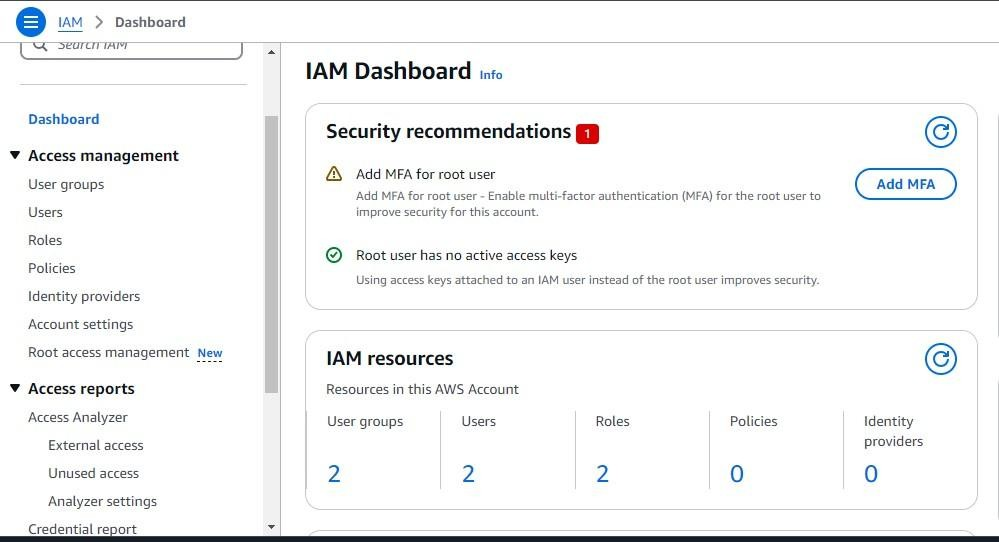 IAM > Dashboard
Search IAM
Dashboard
Access management
User groups
Users
Roles
Policies
Identity providers
Account settings
Root access management New
Access reports
Access Analyzer
External access
Unused access
Analyzer settings
Credential report
IAM Dashboard Info
Security recommendations 1
Add MFA for root user
Add MFA for root user - Enable multi-factor authentication (MFA) for the root user to
improve security for this account.
Add MFA
Root user has no active access keys
Using access keys attached to an IAM user instead of the root user improves security.
IAM resources
Resources in this AWS Account
User groups
2
Users
2
Roles
2
Policies
0
Identity
providers
0